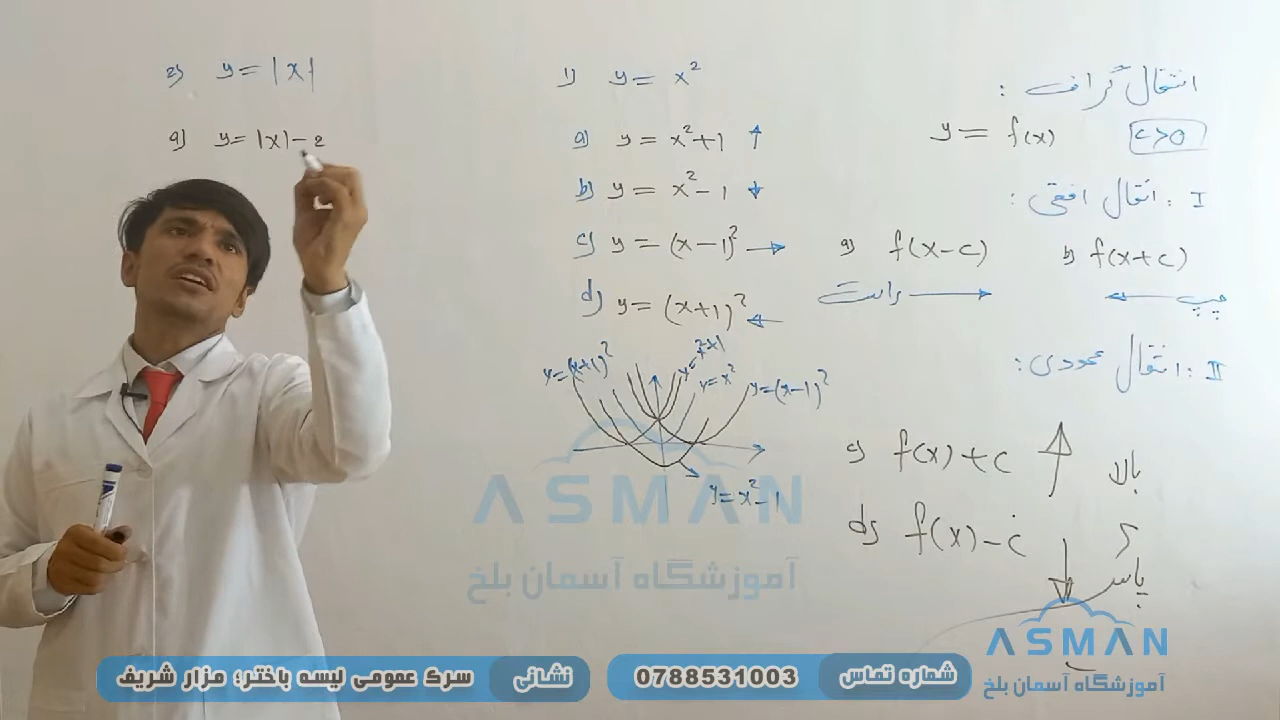 انتقال گراف :
y = f(x)   c>0
I : انتقال افقی :
a) f(x-c)   b) f(x+c)
راست → ← چپ
II : انتقال عمودی :
c) f(x)+c ↑ بالا
d) f(x)-c ↓
1) y = x²
a) y = x²+1 ↑
b) y = x²-1 ↓
c) y = (x-1)² →
d) y = (x+1)² ←
y=(x+1)²
y=x²+1
y=x²
y=(x-1)²
y=x²-1
2) y = |x|
a) y = |x|-2
ASMAN
آموزشگاه آسمان بلخ
ASMAN
آموزشگاه آسمان بلخ
شماره تماس 0788531003
نشانی سرک عمومی لیسه باختر؛ مزار شریف